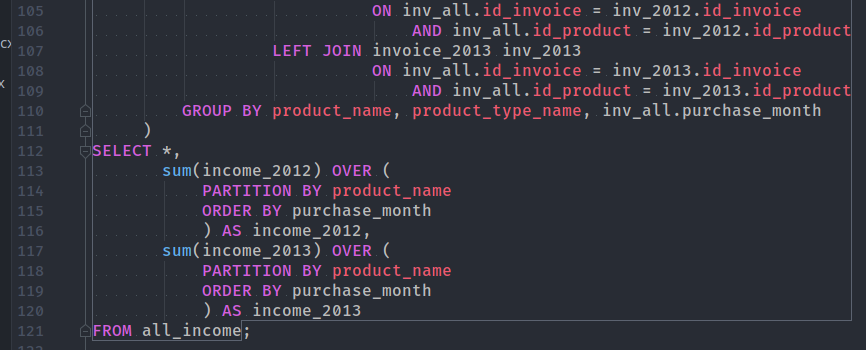 105 ON inv_all.id_invoice = inv_2012.id_invoice
106 AND inv_all.id_product = inv_2012.id_product
107 LEFT JOIN invoice_2013 inv_2013
108 ON inv_all.id_invoice = inv_2013.id_invoice
109 AND inv_all.id_product = inv_2013.id_product
110 GROUP BY product_name, product_type_name, inv_all.purchase_month
111 )
112 SELECT *,
113 sum(income_2012) OVER (
114 PARTITION BY product_name
115 ORDER BY purchase_month
116 ) AS income_2012,
117 sum(income_2013) OVER (
118 PARTITION BY product_name
119 ORDER BY purchase_month
120 ) AS income_2013
121 FROM all_income;